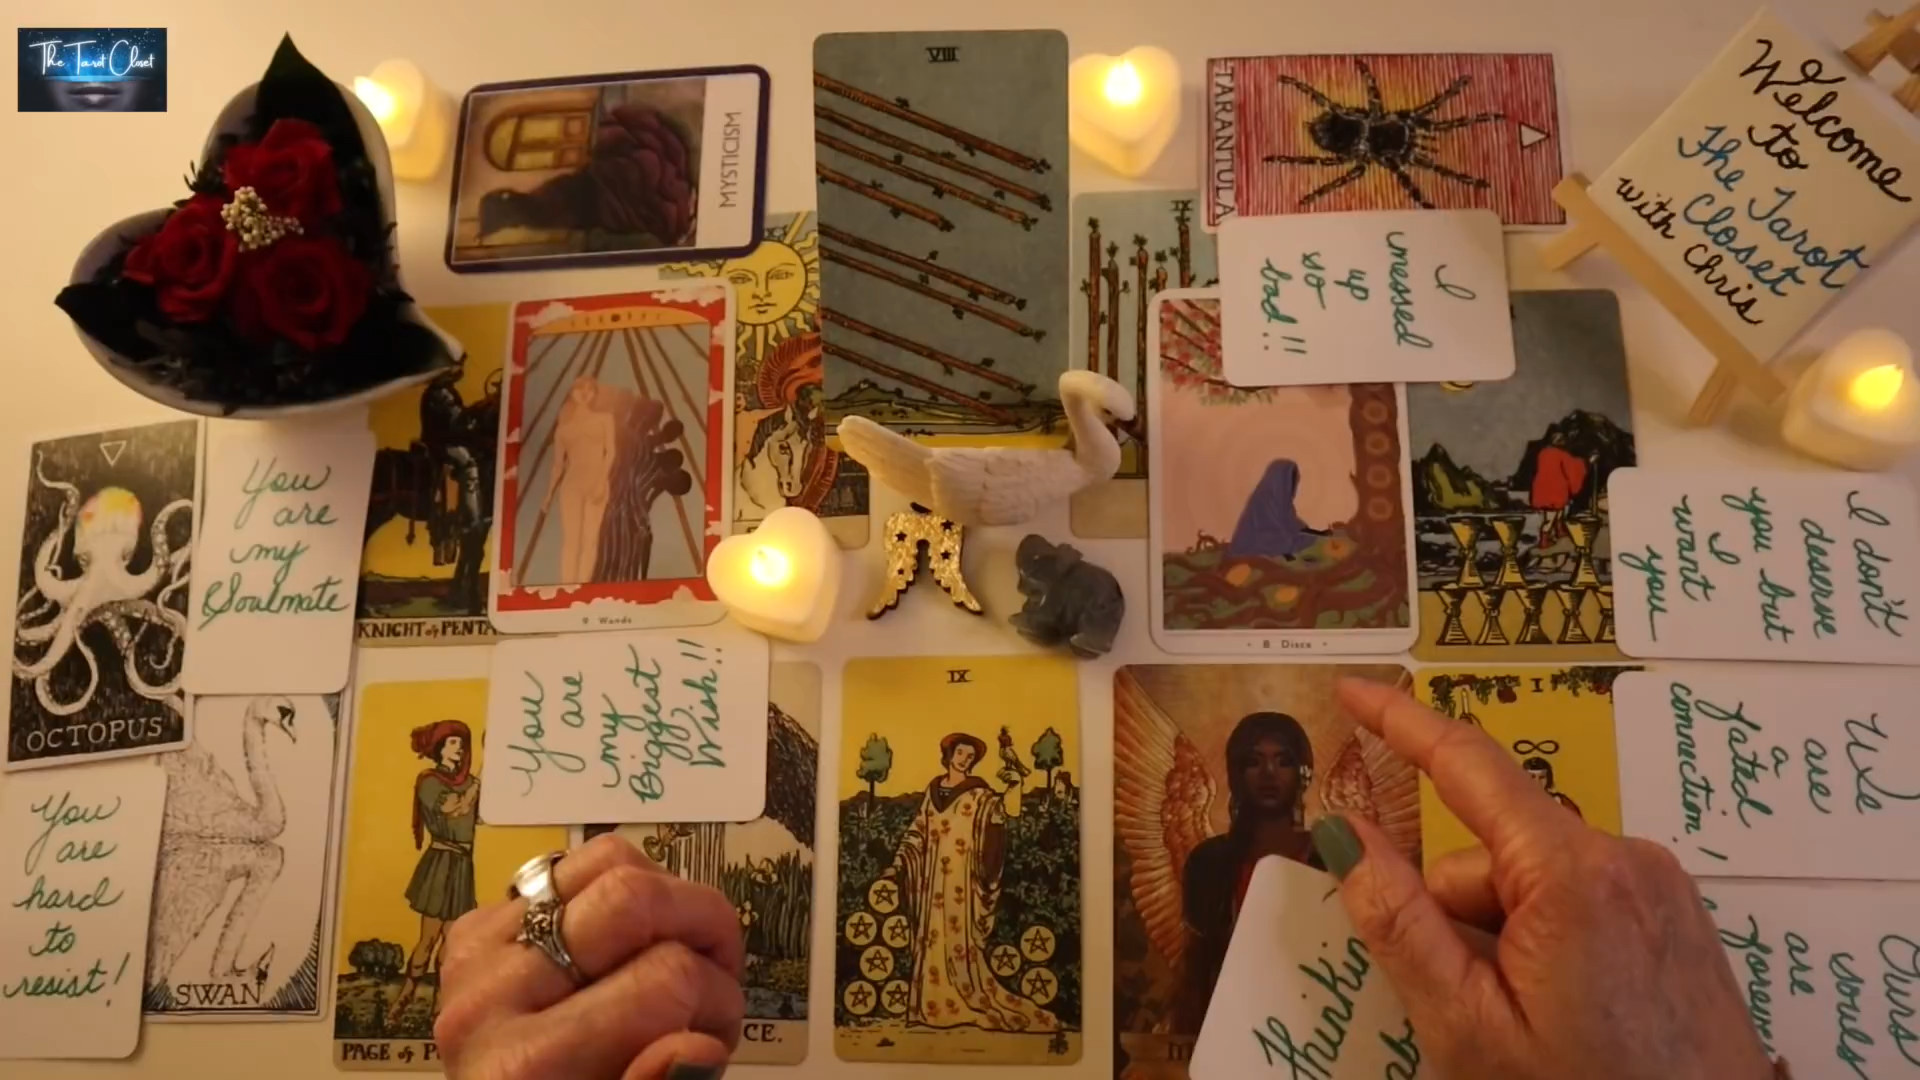 The Tarot Closet
VIII
MYSTICISM
TARANTULA
Welcome
to
The Tarot
Closet
with Chris
IX
I
messed
up
so
bad!!
You
are
my
Soulmate
KNIGHT of PENTA
9 Wands
8 Discs
I don't
deserve
you but
I
want
you
OCTOPUS
You
are
my
Biggest
Wish!!
IX
I
We
are
a
fated
connection!
You
are
hard
to
resist!
SWAN
PAGE of P
CE.
Thinkin
Ours
souls
are